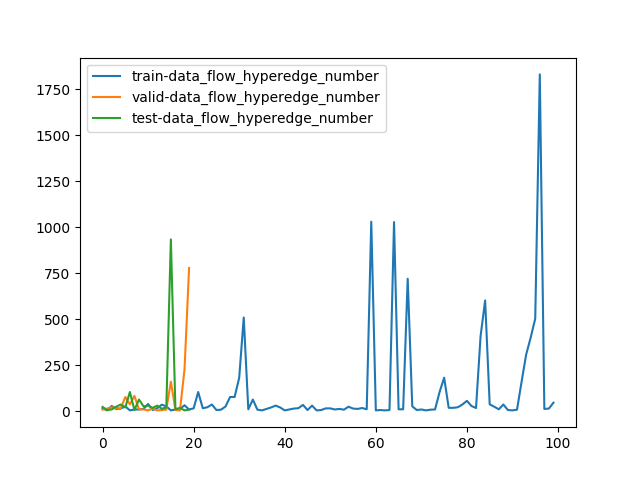 train-data_flow_hyperedge_number
valid-data_flow_hyperedge_number
test-data_flow_hyperedge_number
1750
1500
1250
1000
750
500
250
0
0 20 40 60 80 100